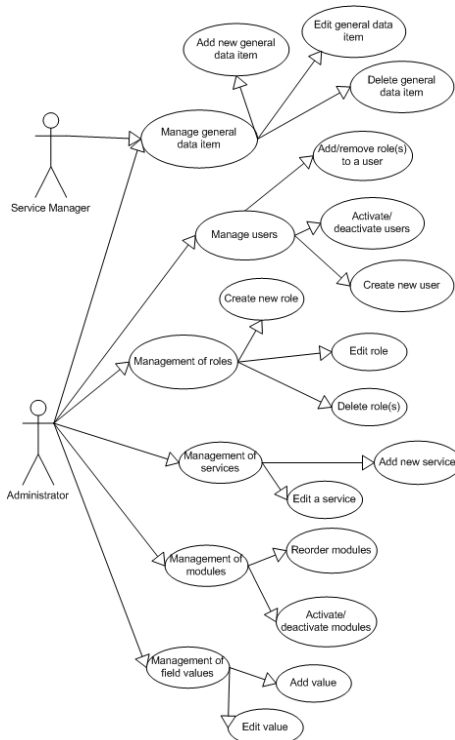 Add new general
data item
Edit general data
item
Delete general
data item
Manage general
data item
Service Manager
Add/remove role(s)
to a user
Manage users
Activate/
deactivate users
Create new user
Create new role
Management of roles
Edit role
Delete role(s)
Administrator
Management of
services
Add new service
Edit a service
Management of
modules
Reorder modules
Activate/
deactivate modules
Management of
field values
Add value
Edit value